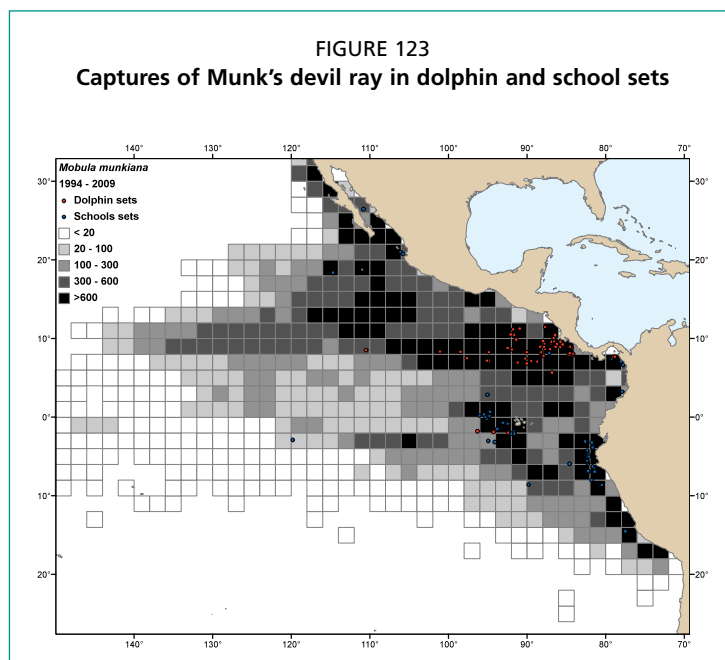 FIGURE 123
Captures of Munk's devil ray in dolphin and school sets
140° 130° 120° 110° 100° 90° 80° 70°
Mobula munkiana
1994 - 2009
Dolphin sets
Schools sets
< 20
20 - 100
100 - 300
300 - 600
>600
30° 30°
20° 20°
10° 10°
0° 0°
10° 10°
20° 20°
140° 130° 120° 110° 100° 90° 80° 70°